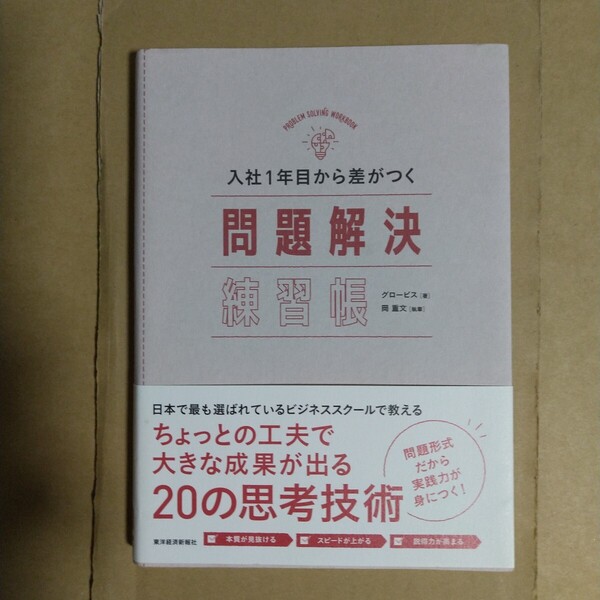 PROBLEM SOLVING WORKBOOK
入社1年目から差がつく
問題解決
練習帳
グロービス[著]
岡 重文[執筆]
日本で最も選ばれているビジネススクールで教える
ちょっとの工夫で
大きな成果が出る
20の思考技術
問題形式
だから
実践力が
身につく!
東洋経済新報社
本質が見抜ける
スピードが上がる
説得力が高まる